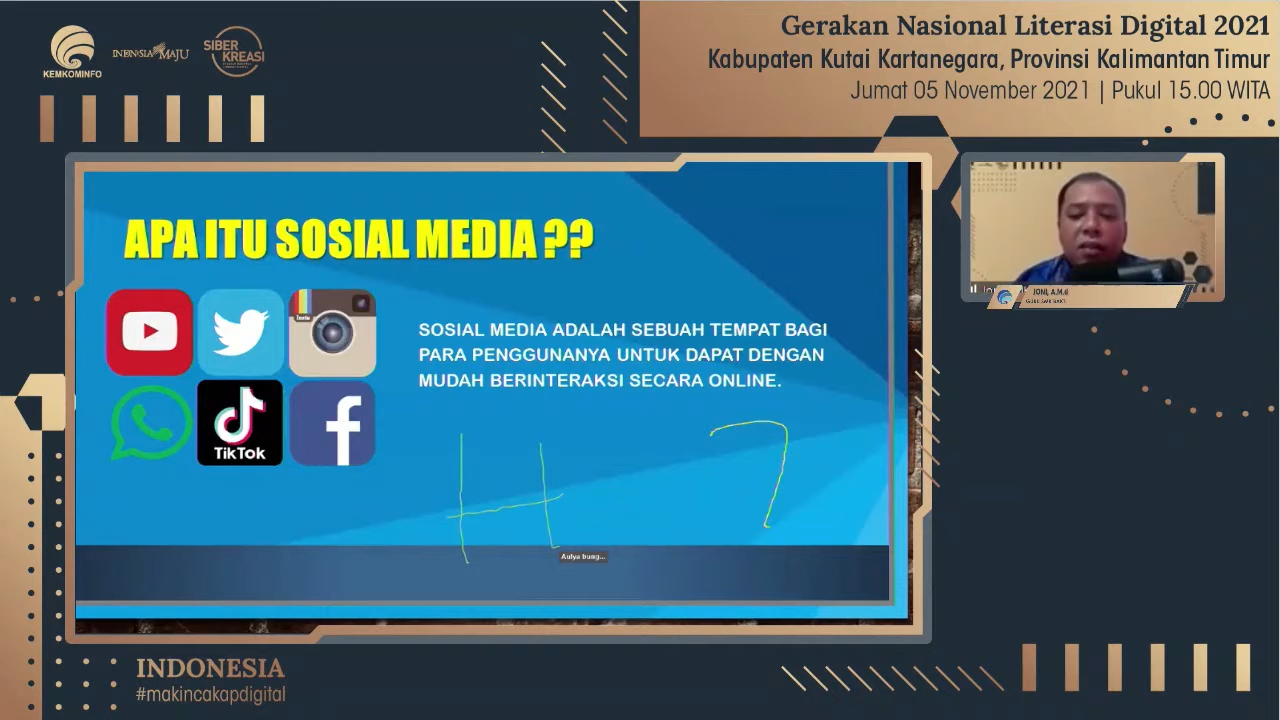 Gerakan Nasional Literasi Digital 2021
Kabupaten Kutai Kartanegara, Provinsi Kalimantan Timur
Jumat 05 November 2021 | Pukul 15.00 WITA
KEMKOMINFO
INDONESIA MAJU
SIBER
KREASI
APA ITU SOSIAL MEDIA ??
Insta
SOSIAL MEDIA ADALAH SEBUAH TEMPAT BAGI
PARA PENGGUNANYA UNTUK DAPAT DENGAN
MUDAH BERINTERAKSI SECARA ONLINE.
TikTok
H 7
Aulya bung...
JONI, A.Md
INDONESIA
#makincakapdigital